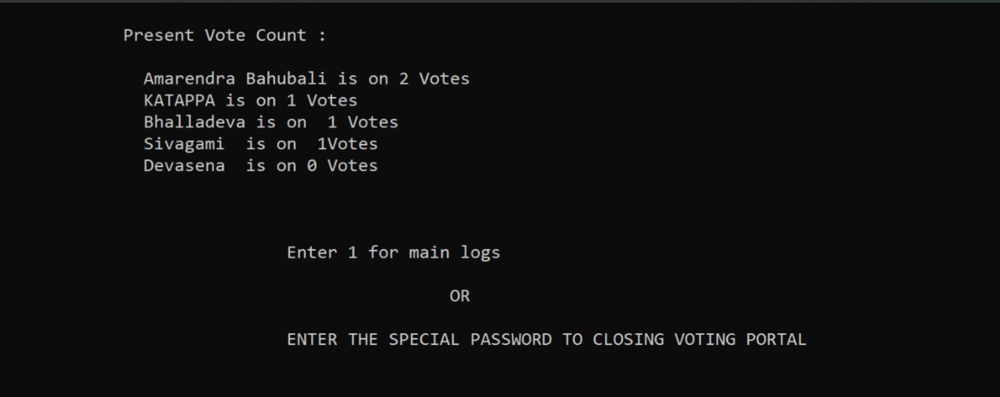 Present Vote Count :
Amarendra Bahubali is on 2 Votes
KATAPPA is on 1 Votes
Bhalladeva is on  1 Votes
Sivagami  is on  1Votes
Devasena  is on 0 Votes
Enter 1 for main logs
OR
ENTER THE SPECIAL PASSWORD TO CLOSING VOTING PORTAL